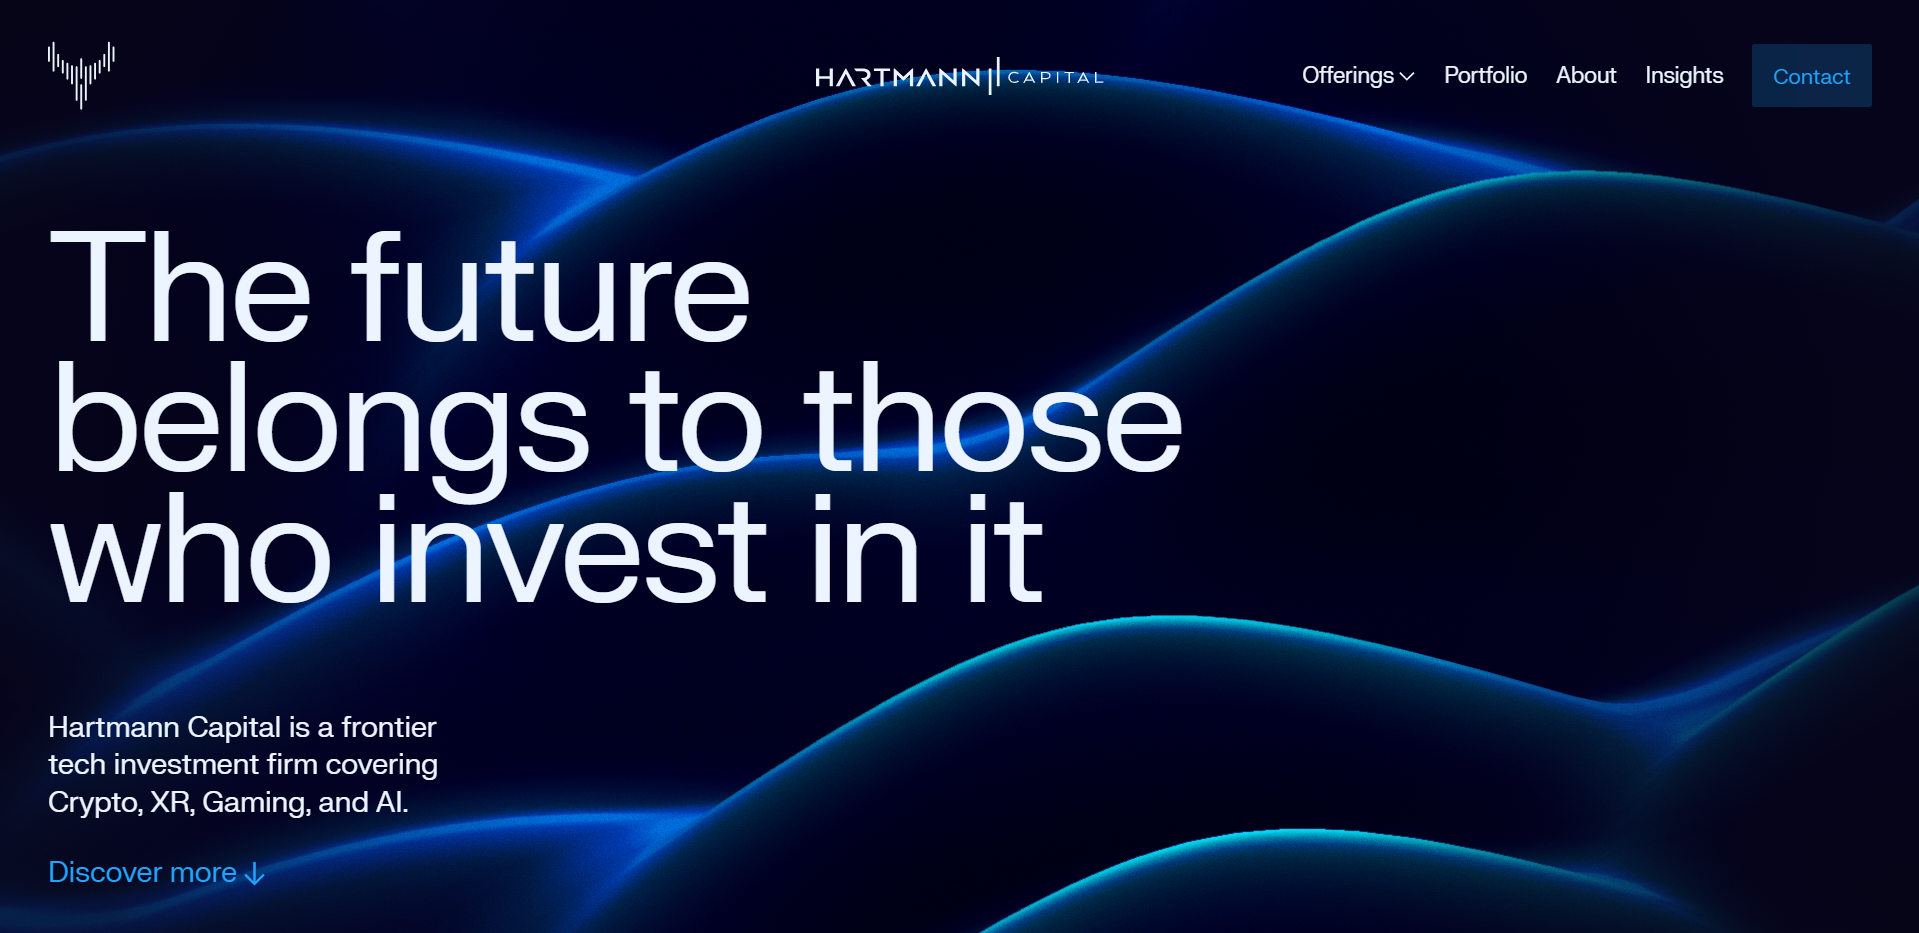 HARTMANN CAPITAL
Offerings
Portfolio
About
Insights
Contact
The future
belongs to those
who invest in it
Hartmann Capital is a frontier
tech investment firm covering
Crypto, XR, Gaming, and AI.
Discover more